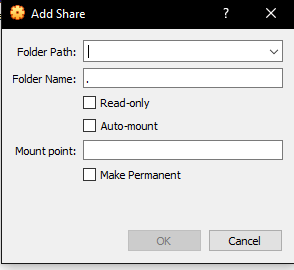 Add Share
Folder Path:
Folder Name: .
Read-only
Auto-mount
Mount point:
Make Permanent
OK Cancel